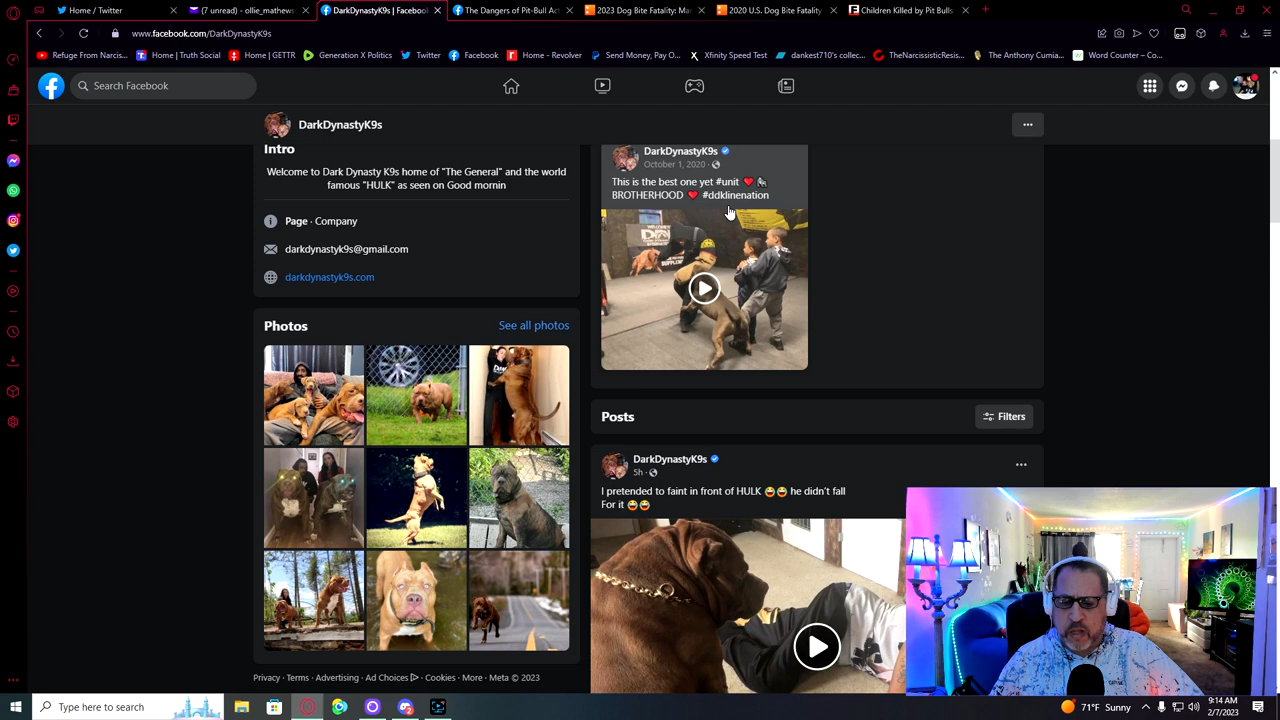 Home / Twitter
(7 unread) - ollie_mathews
DarkDynastyK9s | Facebook
The Dangers of Pit-Bull Act
2023 Dog Bite Fatality: Ma
2020 U.S. Dog Bite Fatality
Children Killed by Pit Bulls
www.facebook.com/DarkDynastyK9s
Refuge From Narcis...
Home | Truth Social
Home | GETTR
Generation X Politics
Twitter
Facebook
Home - Revolver
Send Money, Pay O...
Xfinity Speed Test
dankest710's collec...
TheNarcissisticResis...
The Anthony Cumia...
Word Counter – Co...
Search Facebook
DarkDynastyK9s
Intro
Welcome to Dark Dynasty K9s home of "The General" and the world
famous "HULK" as seen on Good mornin
Page · Company
darkdynastyk9s@gmail.com
darkdynastyk9s.com
Photos
See all photos
Privacy · Terms · Advertising · Ad Choices · Cookies · More · Meta © 2023
DarkDynastyK9s
October 1, 2020 ·
This is the best one yet #unit ❤️ 🦍
BROTHERHOOD ❤️ #ddklinenation
Posts
Filters
DarkDynastyK9s
5h ·
I pretended to faint in front of HULK 😂😂 he didn't fall
For it 😂😂
Type here to search
71°F Sunny
9:14 AM
2/7/2023